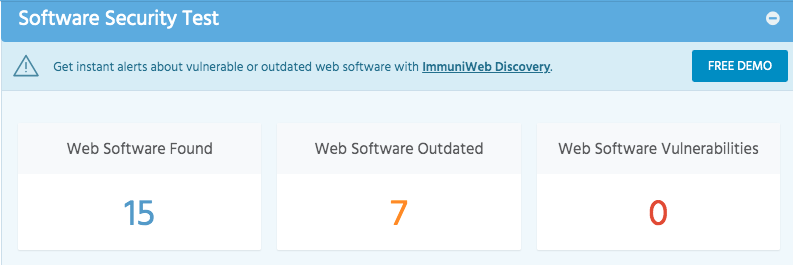 Software Security Test
Get instant alerts about vulnerable or outdated web software with ImmuniWeb Discovery.
FREE DEMO
Web Software Found
15
Web Software Outdated
7
Web Software Vulnerabilities
0